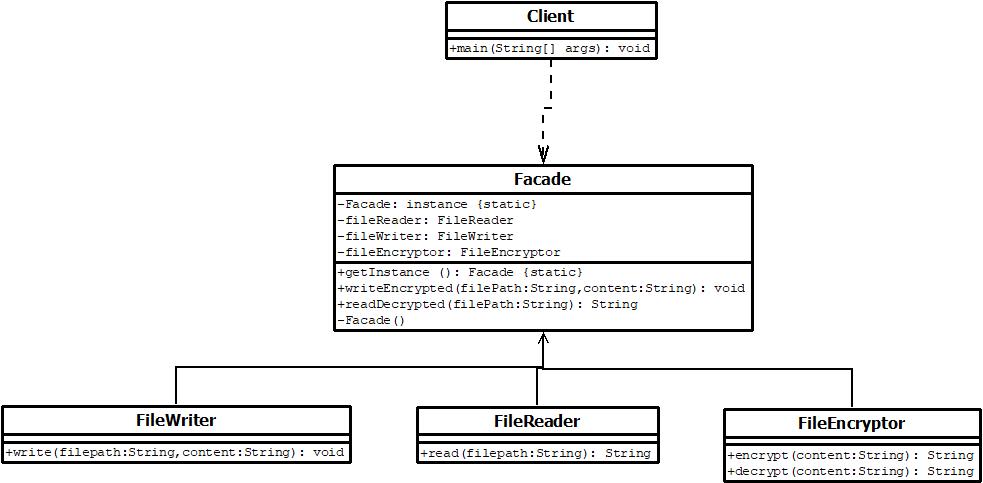 Client
+main(String[] args): void
Facade
-Facade: instance {static}
-fileReader: FileReader
-fileWriter: FileWriter
-fileEncryptor: FileEncryptor
+getInstance (): Facade {static}
+writeEncrypted(filePath:String,content:String): void
+readDecrypted(filePath:String): String
-Facade()
FileWriter
+write(filepath:String,content:String): void
FileReader
+read(filepath:String): String
FileEncryptor
+encrypt(content:String): String
+decrypt(content:String): String